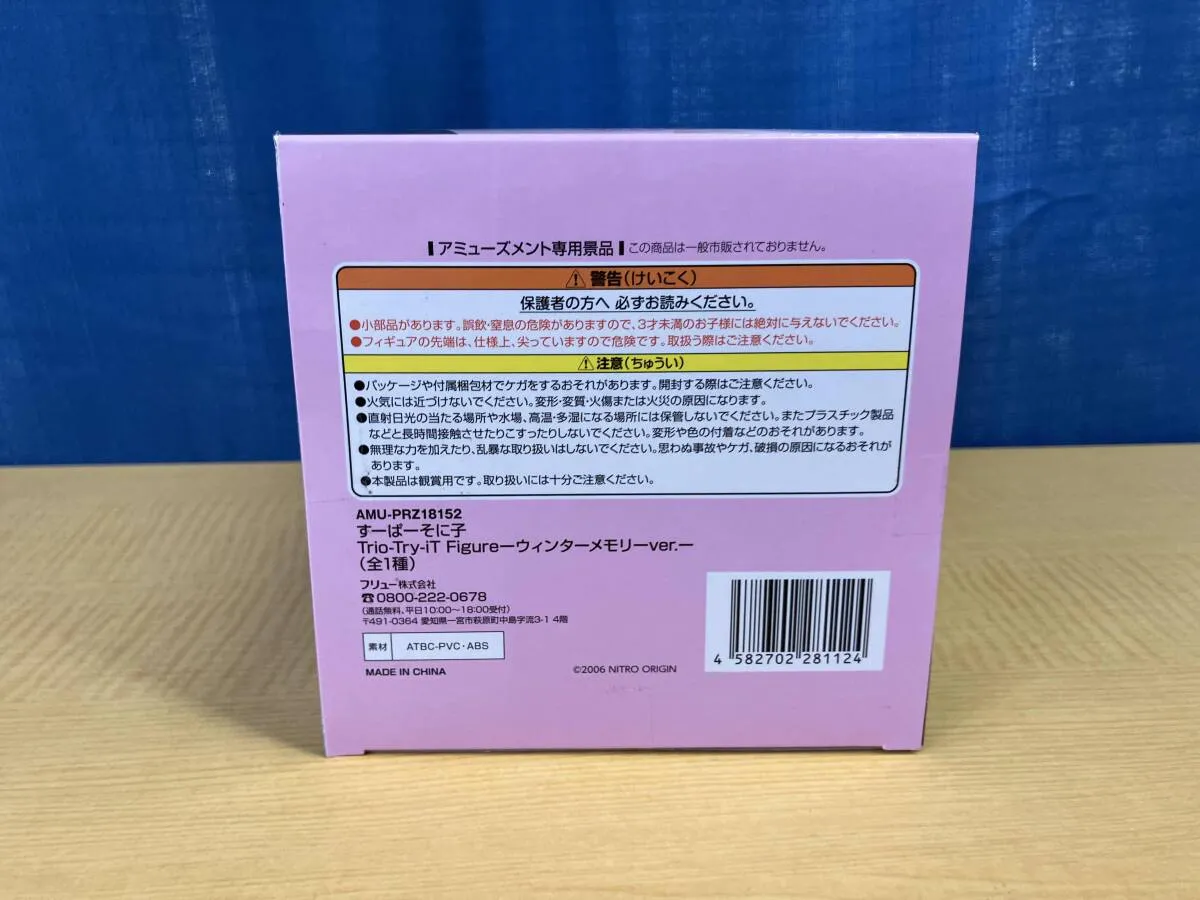 アミューズメント専用景品 この商品は一般市販されておりません。
⚠警告(けいこく)
保護者の方へ 必ずお読みください。
●小部品があります。誤飲・窒息の危険がありますので、3才未満のお子様には絶対に与えないでください。
●フィギュアの先端は、仕様上、尖っていますので危険です。取扱う際はご注意ください。
⚠注意(ちゅうい)
●パッケージや付属梱包材でケガをするおそれがあります。開封する際はご注意ください。
●火気には近づけないでください。変形・変質・火傷または火災の原因になります。
●直射日光の当たる場所や水場、高温・多湿になる場所には保管しないでください。またプラスチック製品
などと長時間接触させたりこすったりしないでください。変形や色の付着などのおそれがあります。
●無理な力を加えたり、乱暴な取り扱いはしないでください。思わぬ事故やケガ、破損の原因になるおそれが
あります。
●本製品は観賞用です。取り扱いには十分ご注意ください。
AMU-PRZ18152
すーぱーそに子
Trio-Try-iT Figureーウィンターメモリーver.ー
(全1種)
フリュー株式会社
☎0800-222-0678
(通話無料、平日10:00〜18:00受付)
〒491-0364 愛知県一宮市萩原町中島字流3-1 4階
素材 ATBC-PVC・ABS
MADE IN CHINA
©2006 NITRO ORIGIN
4 582702 281124